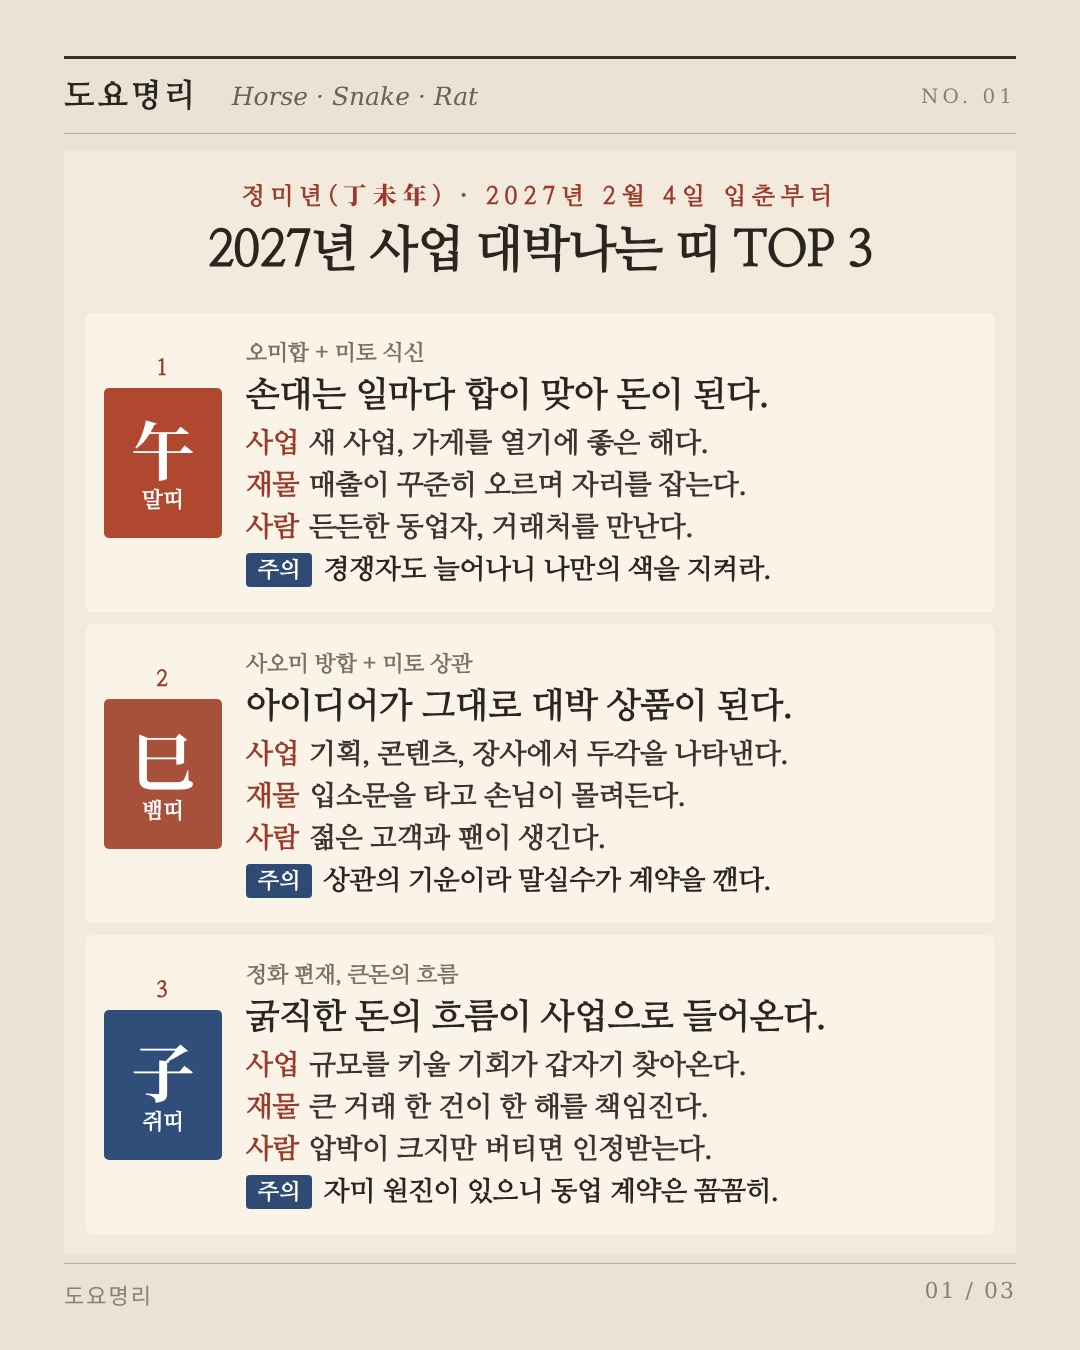 도요명리 Horse · Snake · Rat NO. 01
정미년(丁未年) · 2027년 2월 4일 입춘부터
2027년 사업 대박나는 띠 TOP 3
1
午
말띠
오미합 + 미토 식신
손대는 일마다 합이 맞아 돈이 된다.
사업 새 사업, 가게를 열기에 좋은 해다.
재물 매출이 꾸준히 오르며 자리를 잡는다.
사람 든든한 동업자, 거래처를 만난다.
주의 경쟁자도 늘어나니 나만의 색을 지켜라.
2
巳
뱀띠
사오미 방합 + 미토 상관
아이디어가 그대로 대박 상품이 된다.
사업 기획, 콘텐츠, 장사에서 두각을 나타낸다.
재물 입소문을 타고 손님이 몰려든다.
사람 젊은 고객과 팬이 생긴다.
주의 상관의 기운이라 말실수가 계약을 깬다.
3
子
쥐띠
정화 편재, 큰돈의 흐름
굵직한 돈의 흐름이 사업으로 들어온다.
사업 규모를 키울 기회가 갑자기 찾아온다.
재물 큰 거래 한 건이 한 해를 책임진다.
사람 압박이 크지만 버티면 인정받는다.
주의 자미 원진이 있으니 동업 계약은 꼼꼼히.
도요명리 01 / 03